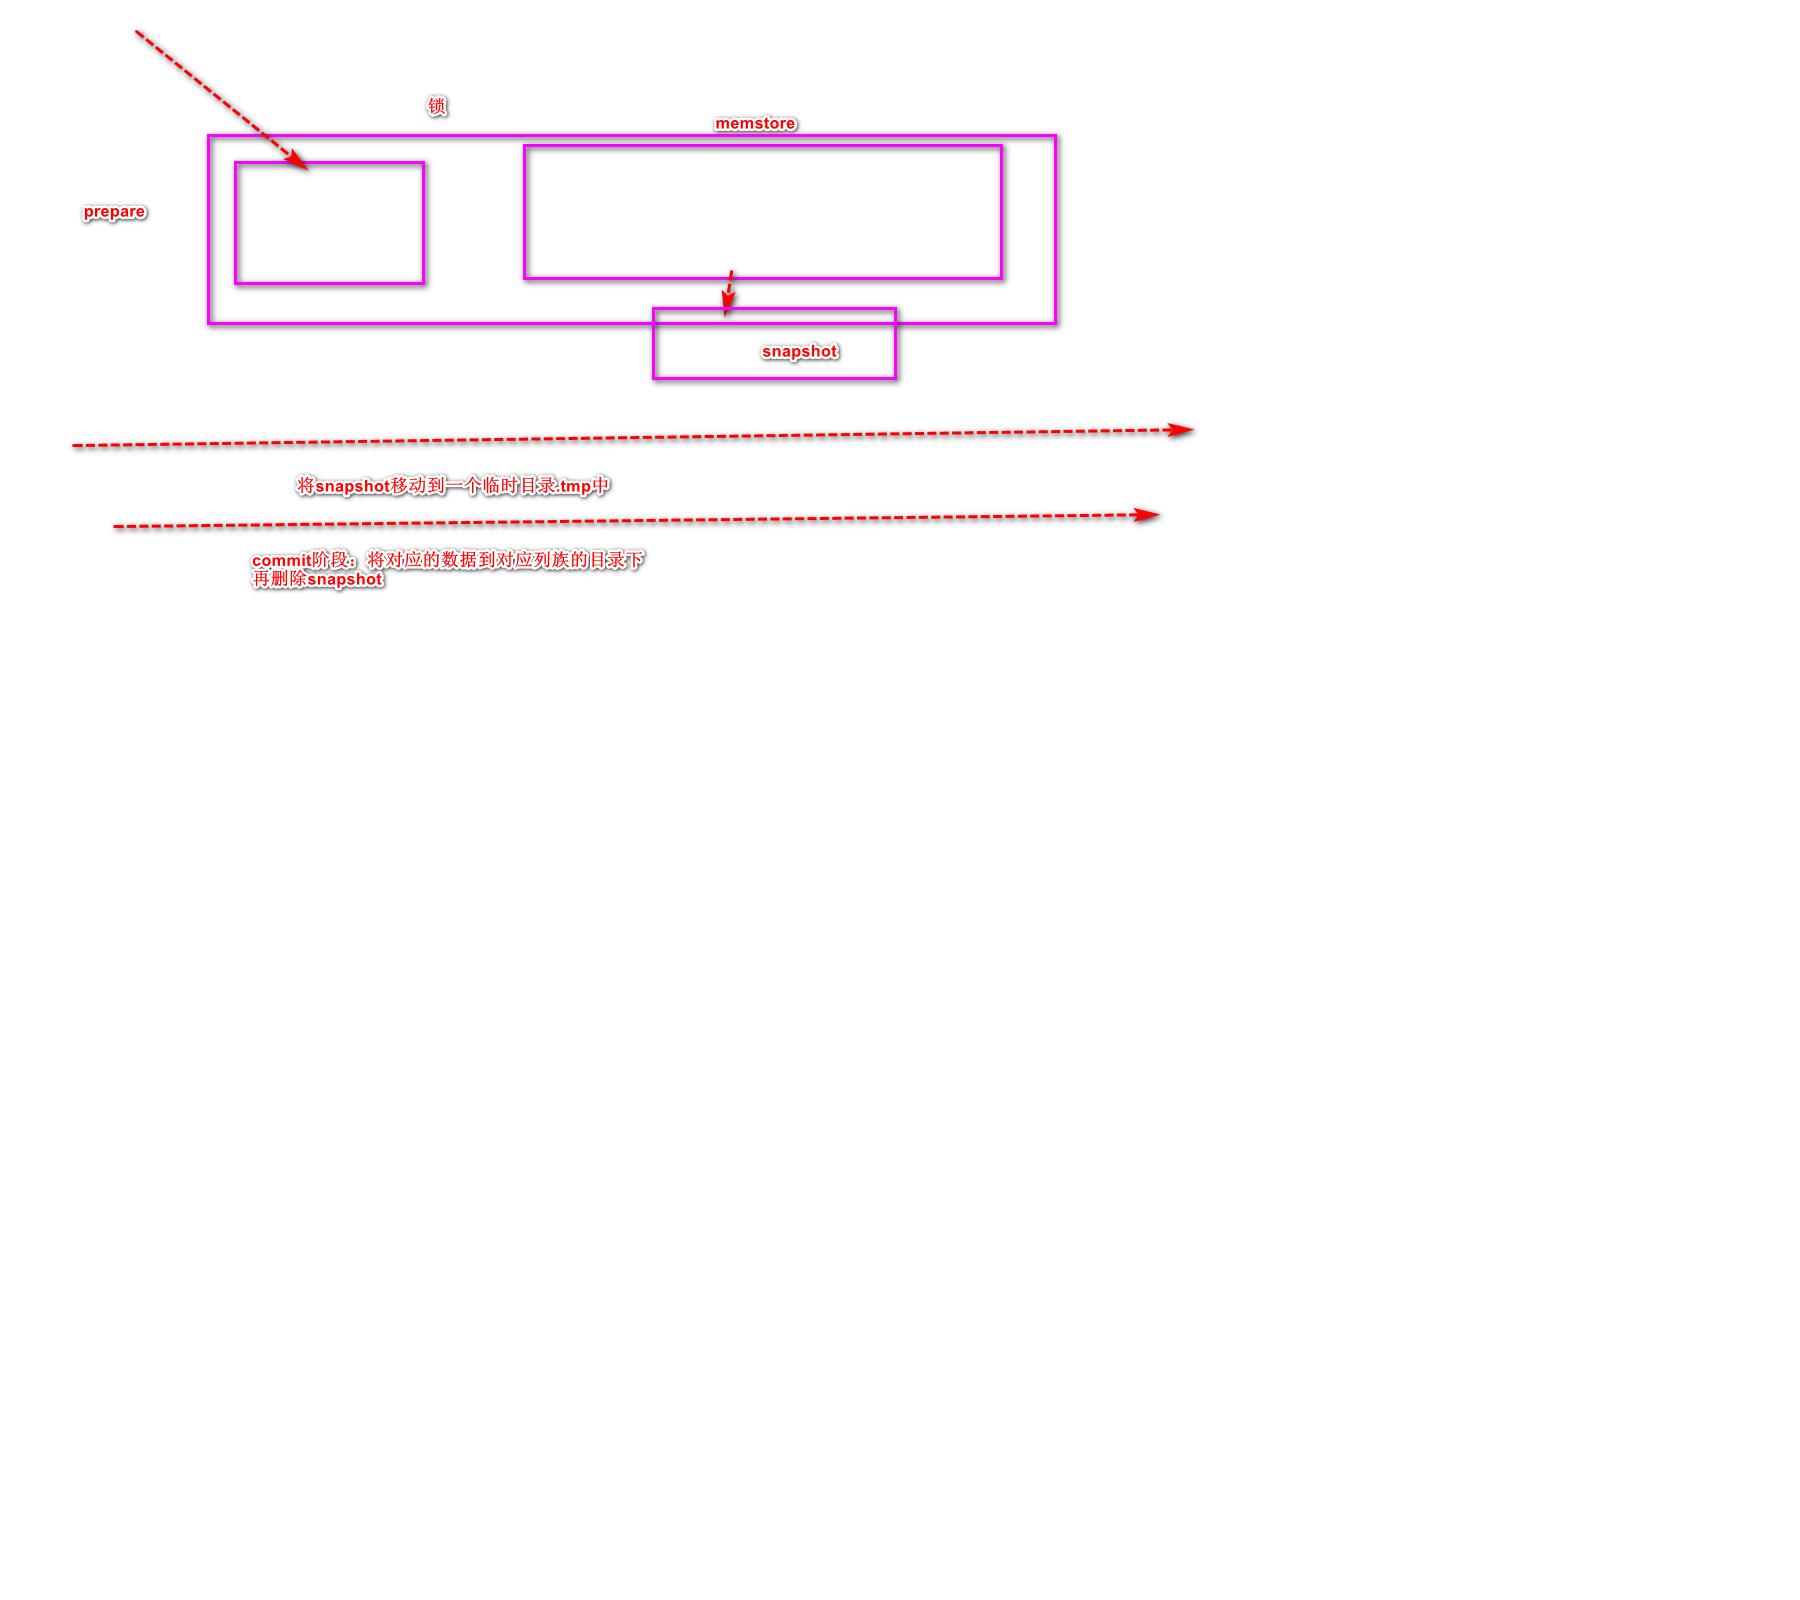 锁
memstore
prepare
snapshot
将snapshot移动到一个临时目录.tmp中
commit阶段：将对应的数据到对应列族的目录下
再删除snapshot